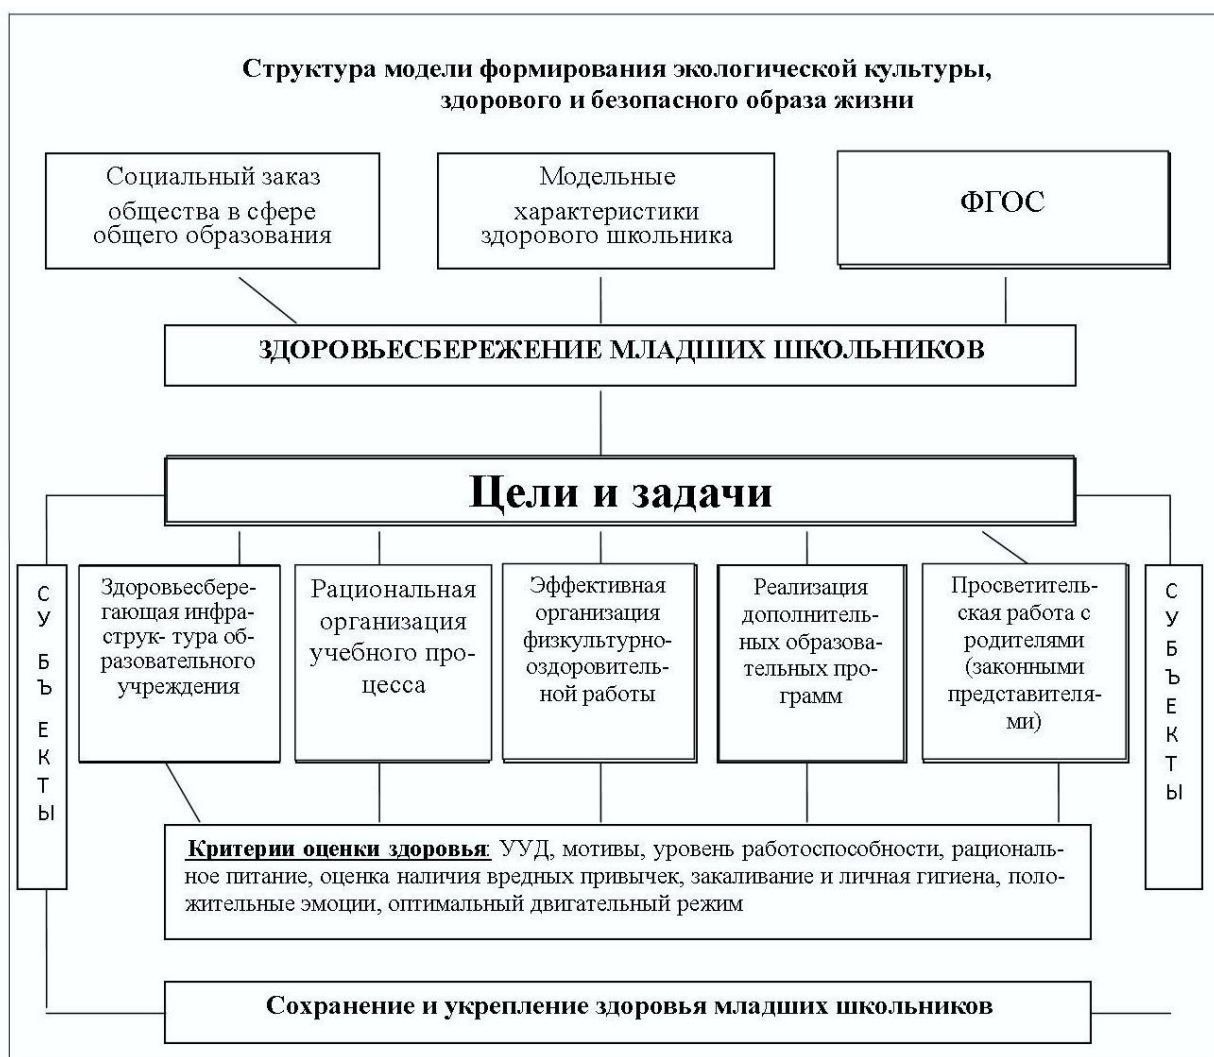 Структура модели формирования экологической культуры,
здорового и безопасного образа жизни
Социальный заказ
общества в сфере
общего образования
Модельные
характеристики
здорового школьника
ФГОС
ЗДОРОВЬЕСБЕРЕЖЕНИЕ МЛАДШИХ ШКОЛЬНИКОВ
Цели и задачи
СУБЪЕКТЫ
Здоровьесбере-
гающая инфра-
струк- тура об-
разовательного
учреждения
Рациональная
организация
учебного про-
цесса
Эффективная
организация
физкультурно-
оздоровитель-
ной работы
Реализация
дополнитель-
ных образова-
тельных про-
грамм
Просветитель-
ская работа с
родителями
(законными
представителя-
ми)
СУБЪЕКТЫ
Критерии оценки здоровья: УУД, мотивы, уровень работоспособности, рациональ-
ное питание, оценка наличия вредных привычек, закаливание и личная гигиена, поло-
жительные эмоции, оптимальный двигательный режим
Сохранение и укрепление здоровья младших школьников